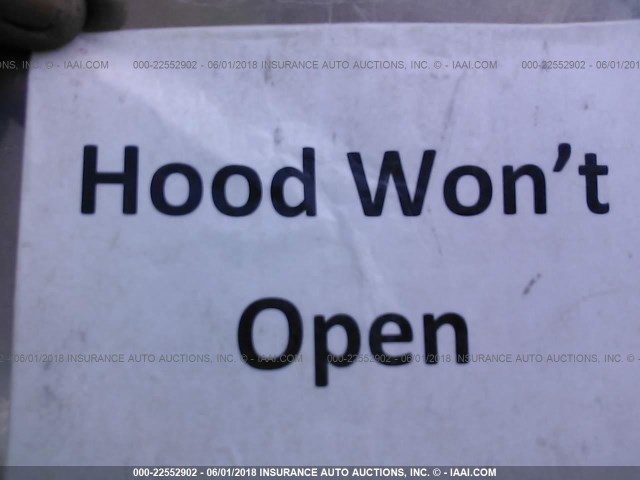 NS, INC. © - IAAI.COM 000-22552902 - 06/01/2018 INSURANCE AUTO AUCTIONS, INC. © - IAAI.COM 000-22552902 - 06/01/2018
Hood Won't
Open
- 06/01/2018 INSURANCE AUTO AUCTIONS, INC. © - IAAI.COM 000-22552902 - 06/01/2018 INSURANCE AUTO AUCTIONS, INC. ©
000-22552902 - 06/01/2018 INSURANCE AUTO AUCTIONS, INC. © - IAAI.COM